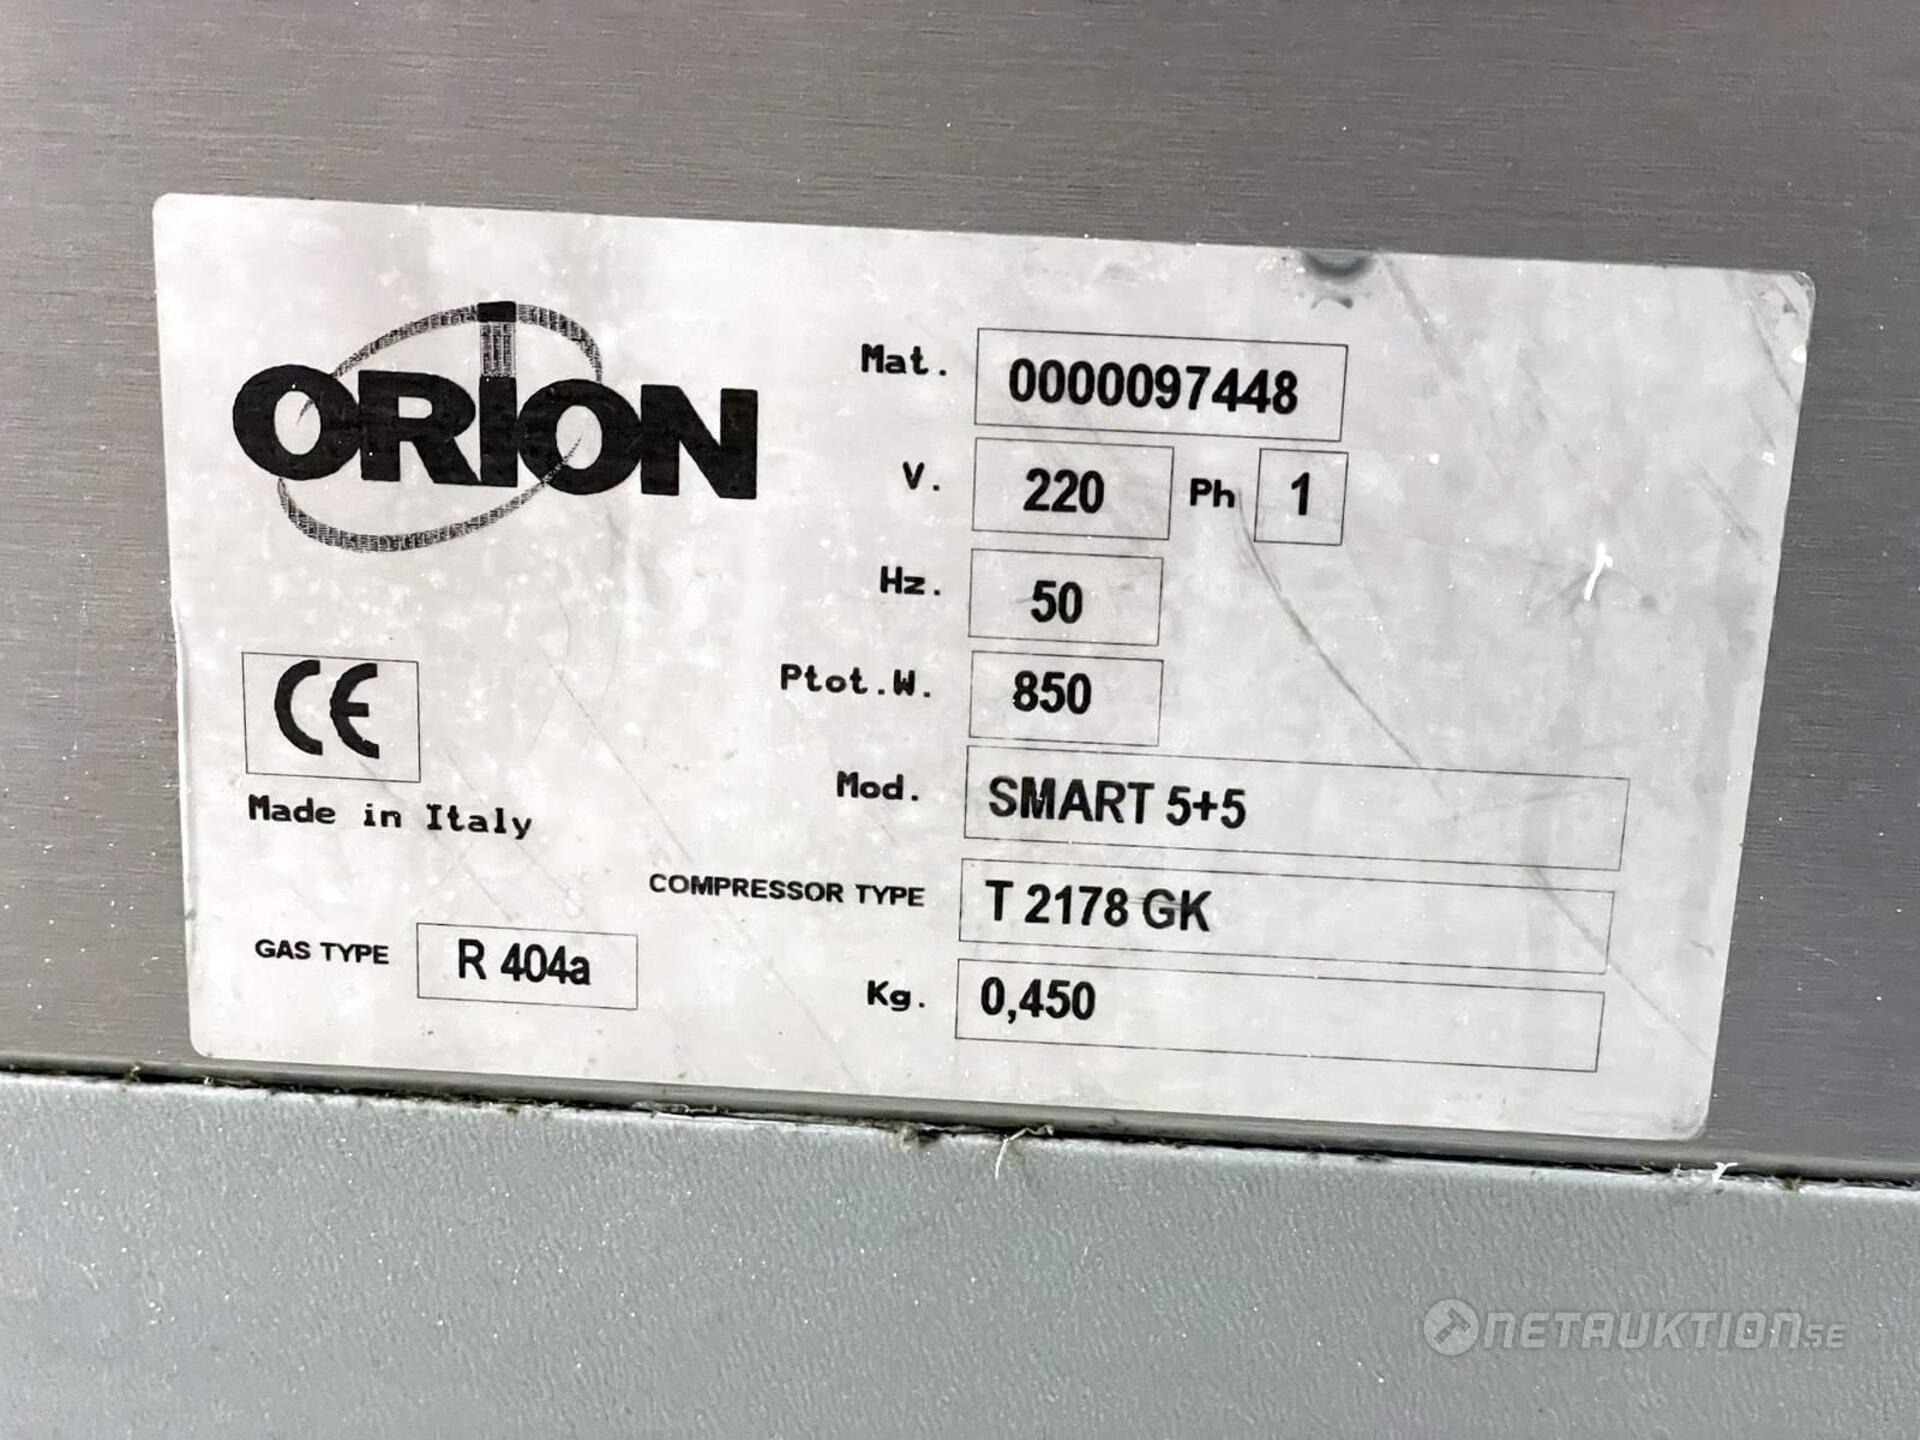 ORiON
Mat. 0000097448
V. 220 Ph 1
Hz. 50
Ptot.W. 850
CE
Made in Italy
Mod. SMART 5+5
COMPRESSOR TYPE T 2178 GK
GAS TYPE R 404a
Kg. 0,450
NETAUKTION.SE